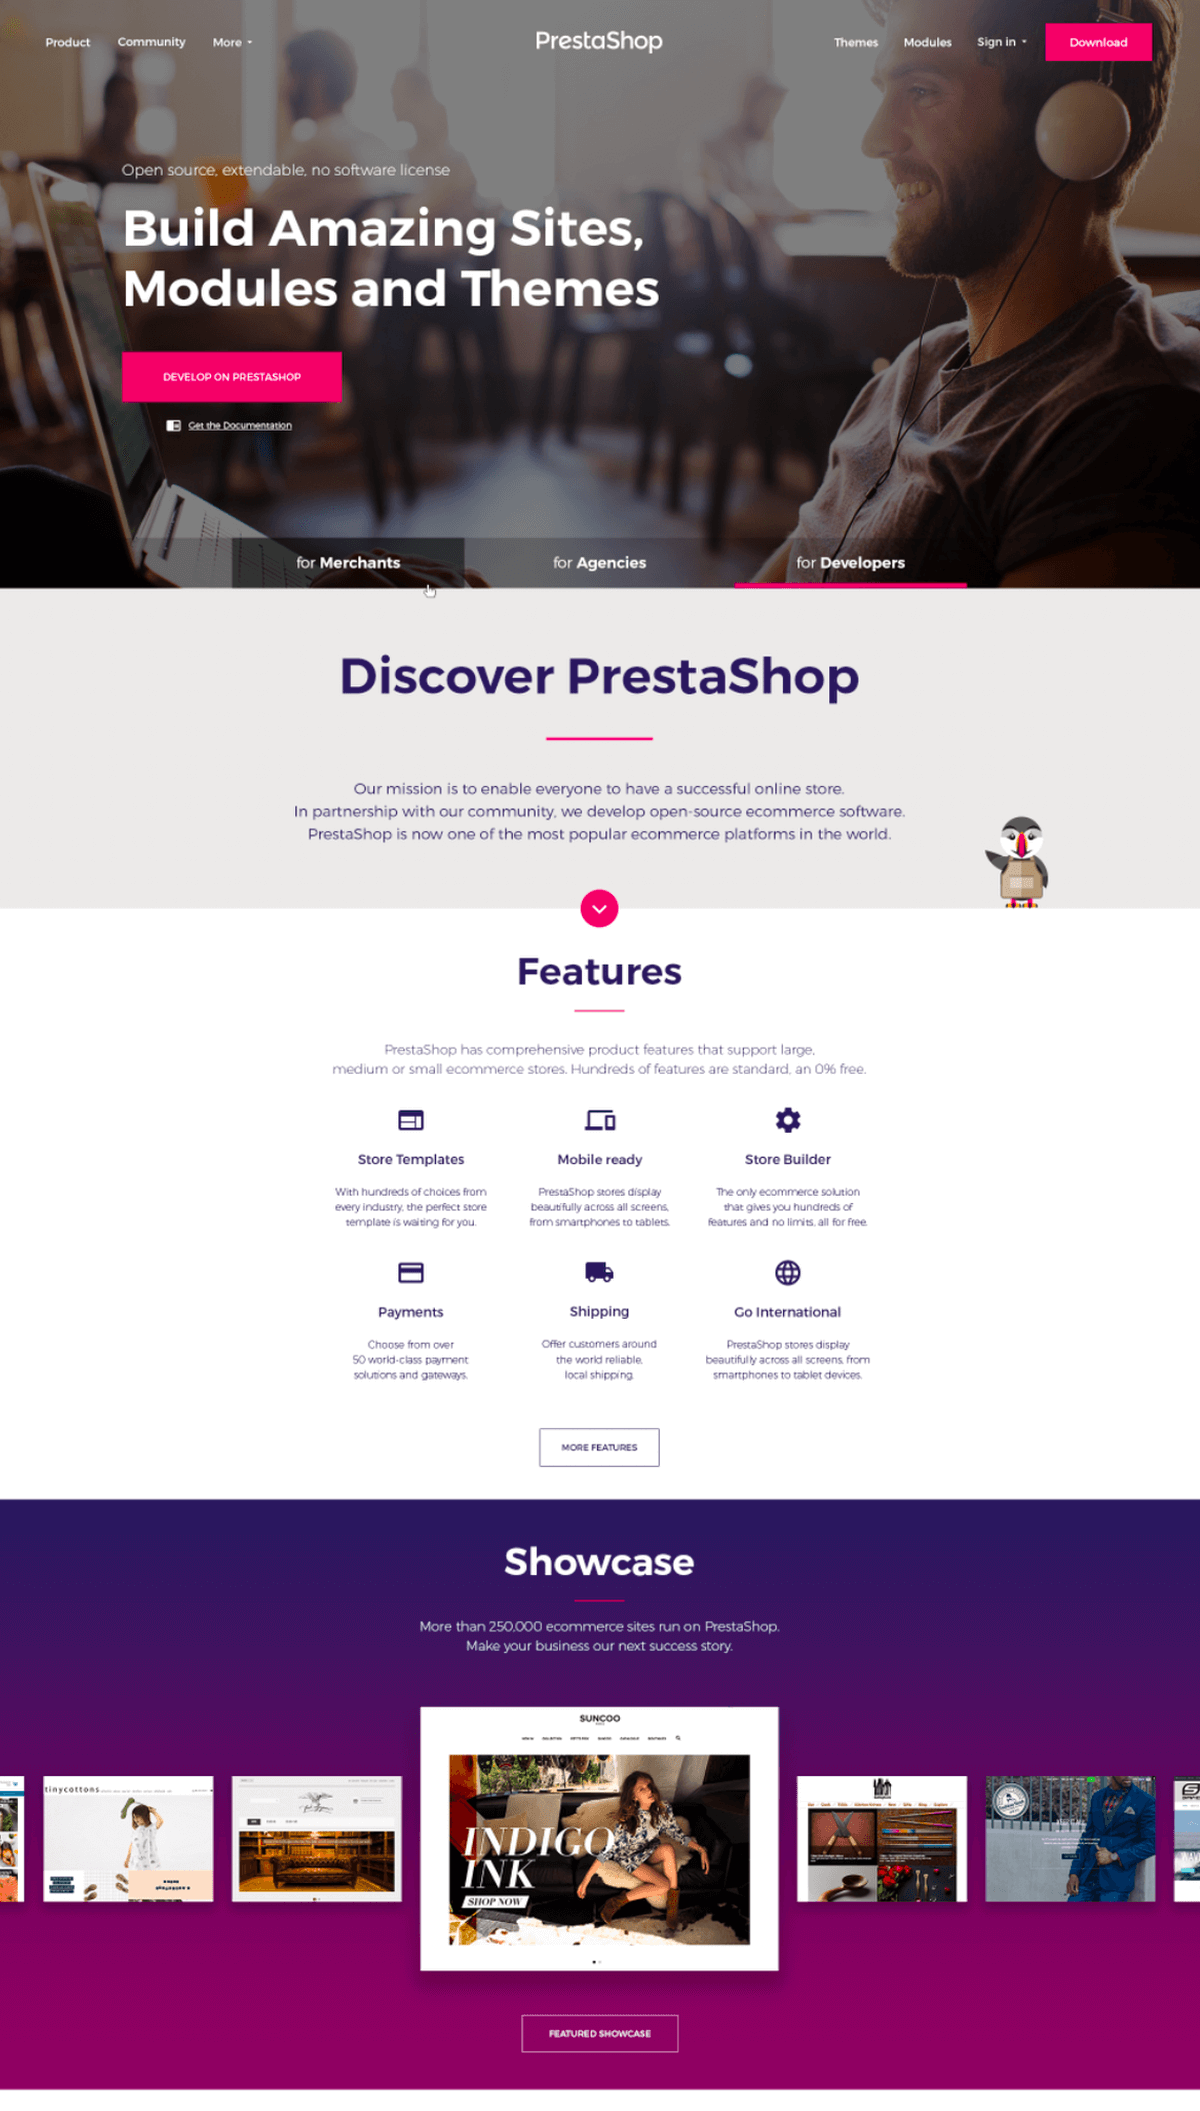 Product Community More PrestaShop Themes Modules Sign in Download
Open source, extendable, no software license
Build Amazing Sites,
Modules and Themes
DEVELOP ON PRESTASHOP
Get the Documentation
for Merchants for Agencies for Developers
Discover PrestaShop
Our mission is to enable everyone to have a successful online store.
In partnership with our community, we develop open-source ecommerce software.
PrestaShop is now one of the most popular ecommerce platforms in the world.
Features
PrestaShop has comprehensive product features that support large,
medium or small ecommerce stores. Hundreds of features are standard, an 0% free.
Store Templates
With hundreds of choices from
every industry, the perfect store
template is waiting for you.
Mobile ready
PrestaShop stores display
beautifully across all screens,
from smartphones to tablets.
Store Builder
The only ecommerce solution
that gives you hundreds of
features and no limits, all for free.
Payments
Choose from over
50 world-class payment
solutions and gateways.
Shipping
Offer customers around
the world reliable,
local shipping.
Go International
PrestaShop stores display
beautifully across all screens, from
smartphones to tablet devices.
MORE FEATURES
Showcase
More than 250,000 ecommerce sites run on PrestaShop.
Make your business our next success story.
tinycottons
SUNCOO
INDIGO
INK
SHOP NOW
FEATURED SHOWCASE